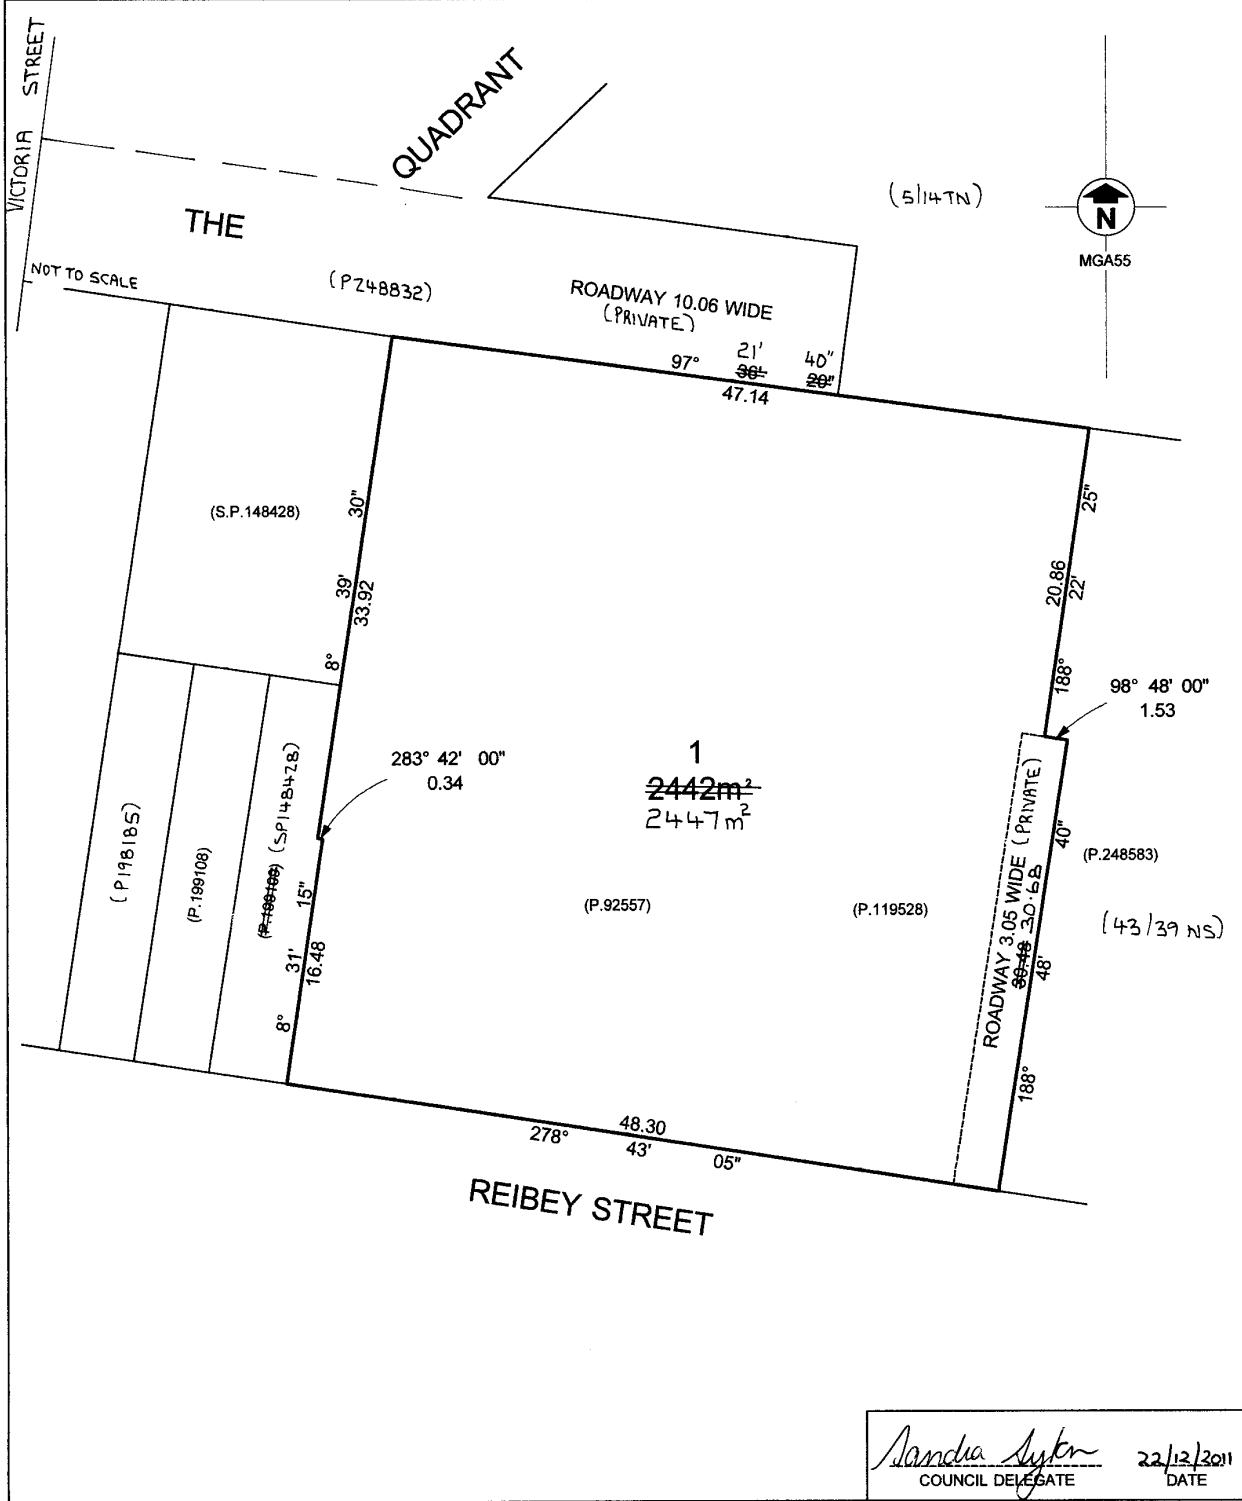 VICTORIA STREET
QUADRANT
THE
(5/14TN)
N
MGA55
NOT TO SCALE
(P248832)
ROADWAY 10.06 WIDE
(PRIVATE)
21' 40"
97° 36' 20"
47.14
(S.P.148428)
8° 39' 30"
33.92
188° 22' 25"
20.86
98° 48' 00"
1.53
283° 42' 00"
0.34
1
2442m²
2447m²
(P198185)
(P.199108)
(P.199109) (SP148428)
8° 31' 15"
16.48
(P.92557)
(P.119528)
ROADWAY 3.05 WIDE (PRIVATE)
30.48 30.68
188° 48' 40"
(P.248583)
(43/39 NS)
48.30
278° 43' 05"
REIBEY STREET
22/12/2011
COUNCIL DELEGATE
DATE